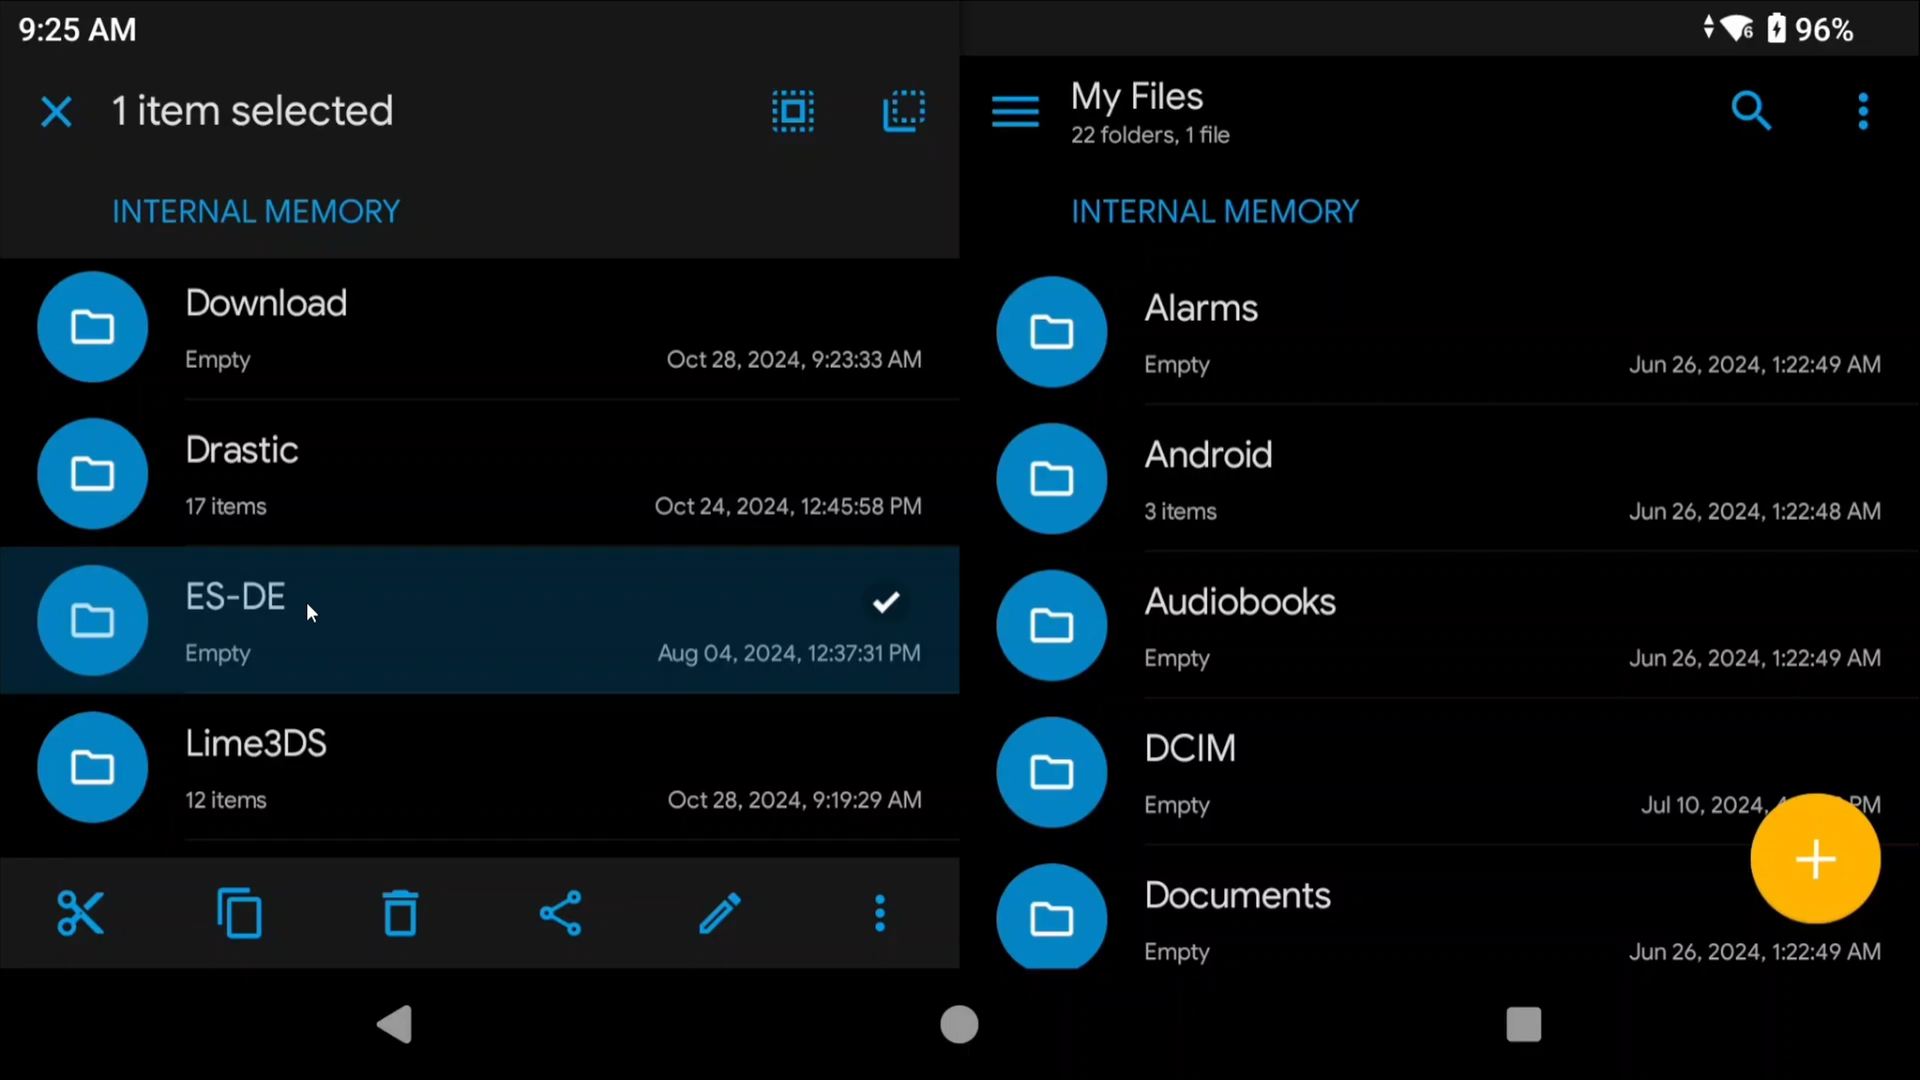 9:25 AM
6 96%
1 item selected
INTERNAL MEMORY
Download
Empty
Oct 28, 2024, 9:23:33 AM
Drastic
17 items
Oct 24, 2024, 12:45:58 PM
ES-DE
Empty
Aug 04, 2024, 12:37:31 PM
Lime3DS
12 items
Oct 28, 2024, 9:19:29 AM
My Files
22 folders, 1 file
INTERNAL MEMORY
Alarms
Empty
Jun 26, 2024, 1:22:49 AM
Android
3 items
Jun 26, 2024, 1:22:48 AM
Audiobooks
Empty
Jun 26, 2024, 1:22:49 AM
DCIM
Empty
Jul 10, 2024, PM
Documents
Empty
Jun 26, 2024, 1:22:49 AM